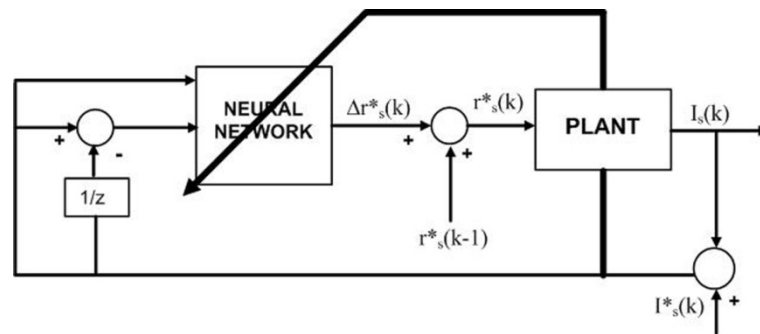 NEURAL
NETWORK
Δr*s(k)
r*s(k)
PLANT
Is(k)
+
-
+
+
1/z
r*s(k-1)
+
I*s(k)